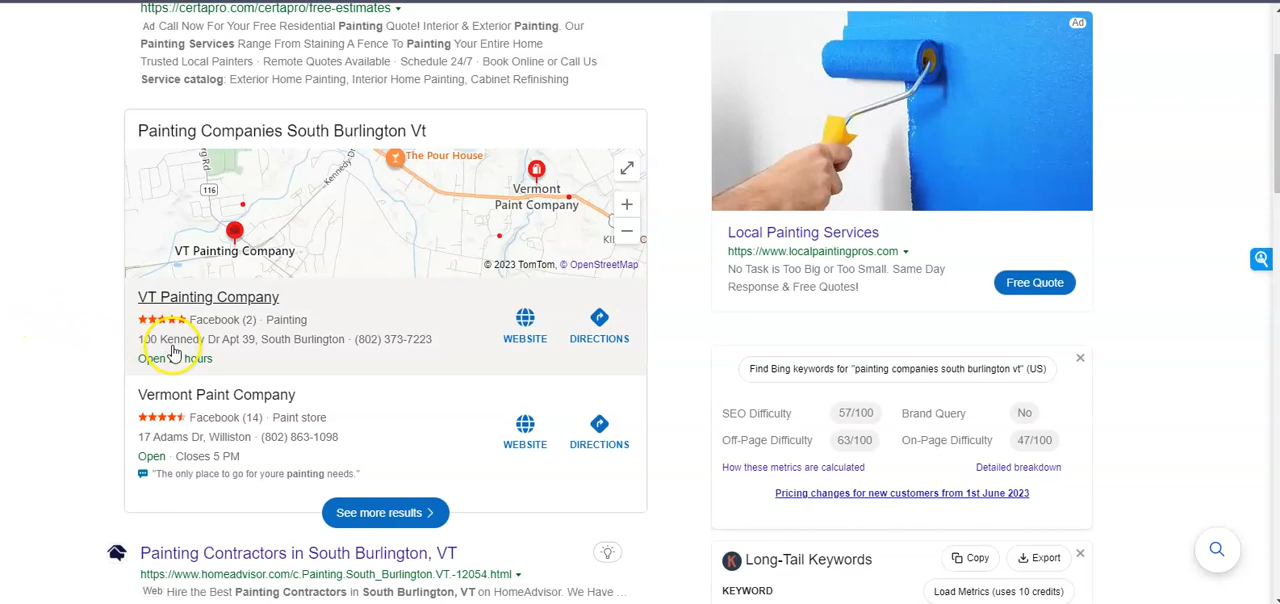 https://certapro.com/certapro/free-estimates
Ad Call Now For Your Free Residential Painting Quote! Interior & Exterior Painting. Our
Painting Services Range From Staining A Fence To Painting Your Entire Home
Trusted Local Painters · Remote Quotes Available · Schedule 24/7 · Book Online or Call Us
Service catalog: Exterior Home Painting, Interior Home Painting, Cabinet Refinishing
Painting Companies South Burlington Vt
The Pour House
Kennedy Dr
116
Vermont
Paint Company
VT Painting Company
© 2023 TomTom, © OpenStreetMap
VT Painting Company
Facebook (2) · Painting
100 Kennedy Dr Apt 39, South Burlington · (802) 373-7223
Open hours
WEBSITE
DIRECTIONS
Vermont Paint Company
Facebook (14) · Paint store
17 Adams Dr, Williston · (802) 863-1098
Open · Closes 5 PM
"The only place to go for youre painting needs."
WEBSITE
DIRECTIONS
See more results
Painting Contractors in South Burlington, VT
https://www.homeadvisor.com/c.Painting.South_Burlington.VT.-12054.html
Web Hire the Best Painting Contractors in South Burlington, VT on HomeAdvisor. We Have ...
Ad
Local Painting Services
https://www.localpaintingpros.com
No Task is Too Big or Too Small. Same Day
Response & Free Quotes!
Free Quote
Find Bing keywords for "painting companies south burlington vt" (US)
SEO Difficulty 57/100 Brand Query No
Off-Page Difficulty 63/100 On-Page Difficulty 47/100
How these metrics are calculated Detailed breakdown
Pricing changes for new customers from 1st June 2023
Long-Tail Keywords Copy Export
KEYWORD Load Metrics (uses 10 credits)